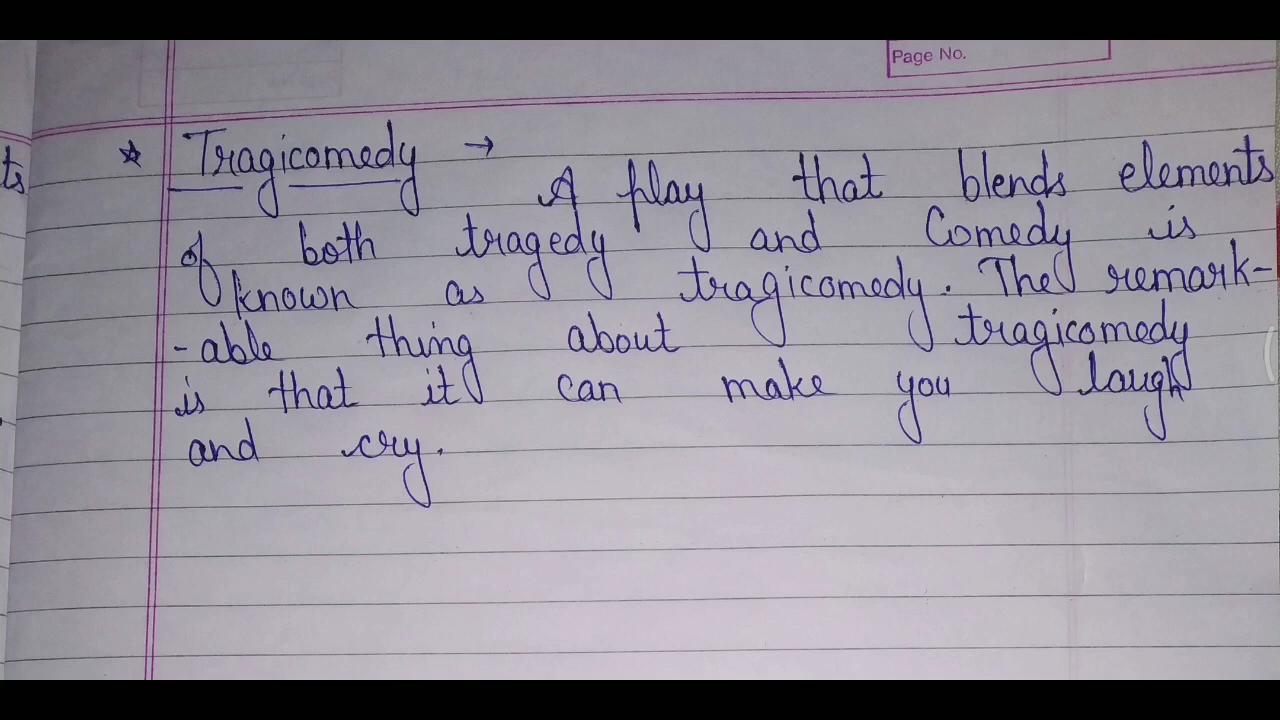 Page No.
ts
☆ Tragicomedy →
A play that blends elements
of both tragedy and Comedy is
known as tragicomedy. The remark-
-able thing about tragicomedy
is that it can make you laugh
and cry.